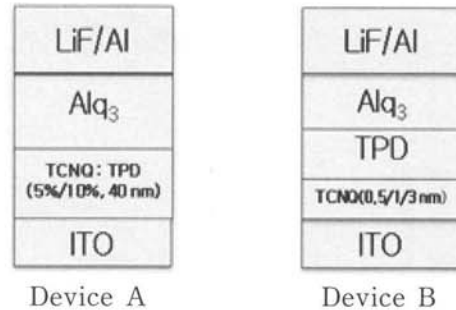 LiF/Al
Alq₃
TCNQ: TPD
(5%/10%, 40 nm)
ITO
Device A
LiF/Al
Alq₃
TPD
TCNQ(0.5/1/3 nm)
ITO
Device B